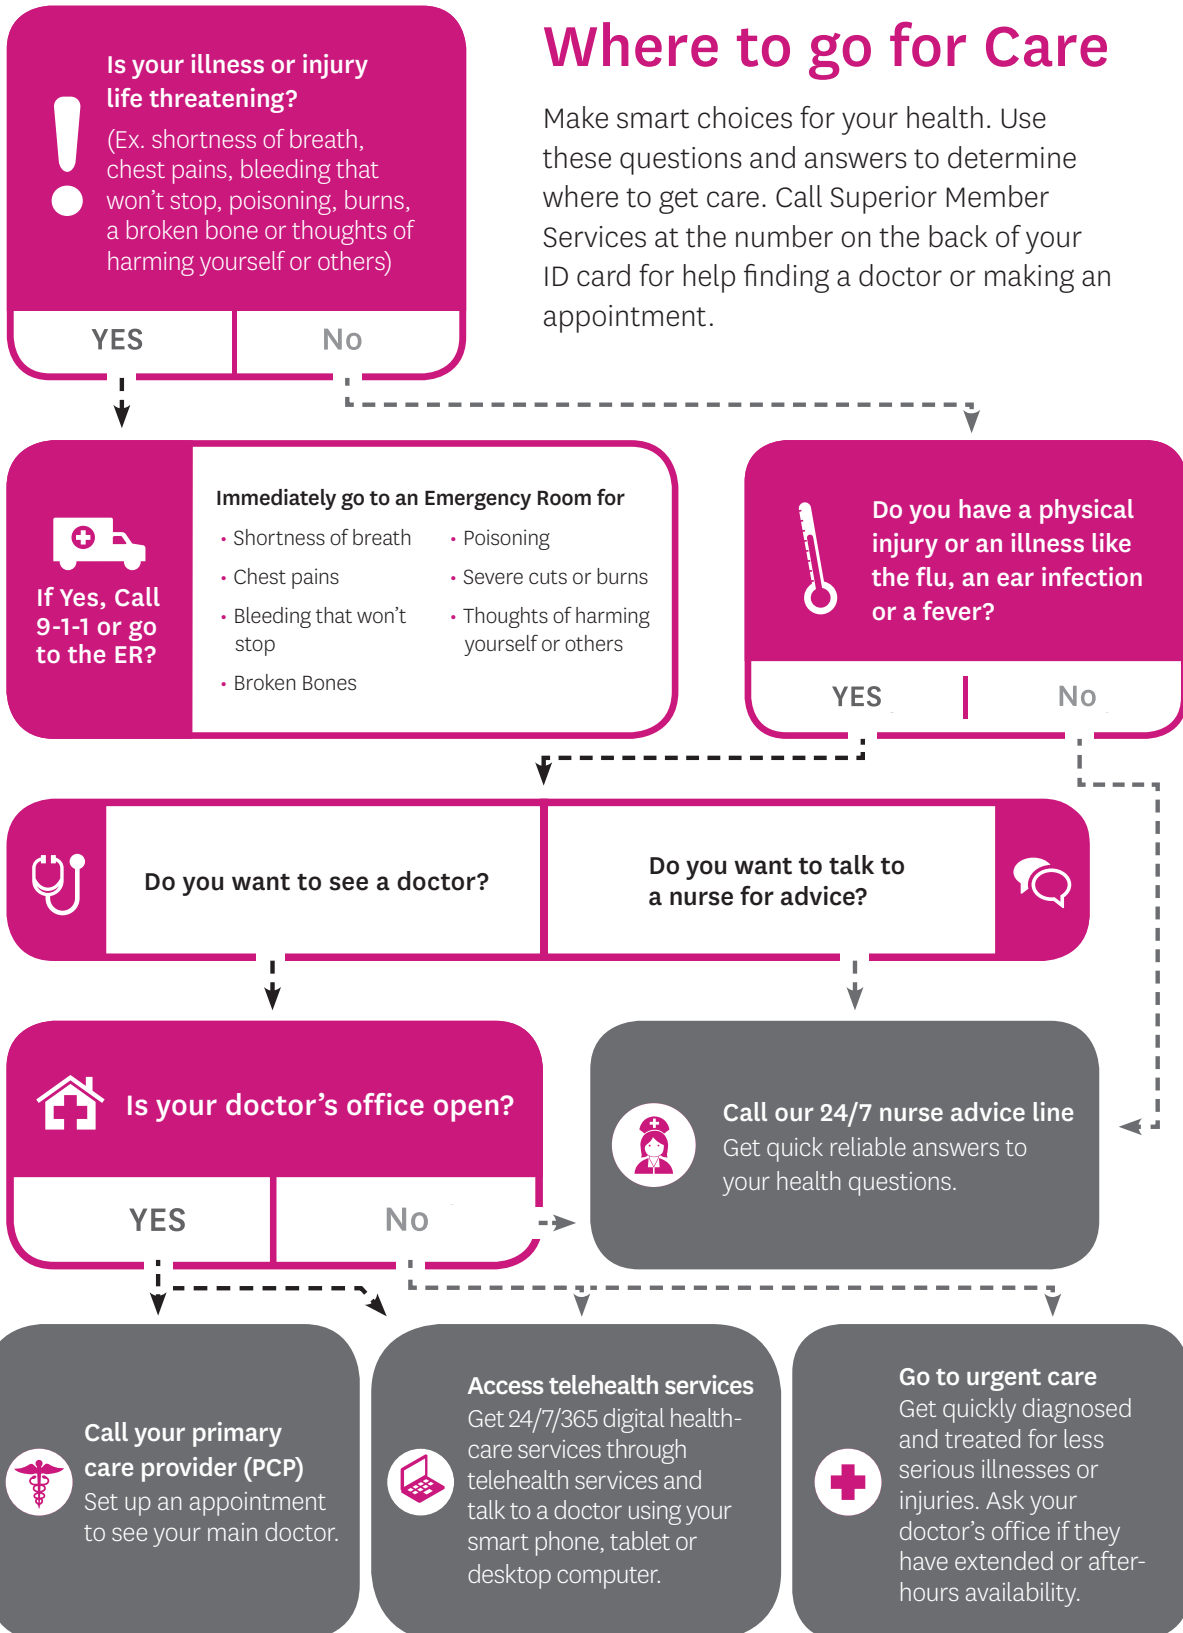 Where to go for Care
Make smart choices for your health. Use
these questions and answers to determine
where to get care. Call Superior Member
Services at the number on the back of your
ID card for help finding a doctor or making an
appointment.
Is your illness or injury
life threatening?
(Ex. shortness of breath,
chest pains, bleeding that
won't stop, poisoning, burns,
a broken bone or thoughts of
harming yourself or others)
YES
No
If Yes, Call
9-1-1 or go
to the ER?
Immediately go to an Emergency Room for
• Shortness of breath
• Chest pains
• Bleeding that won't
stop
• Broken Bones
• Poisoning
• Severe cuts or burns
• Thoughts of harming
yourself or others
Do you have a physical
injury or an illness like
the flu, an ear infection
or a fever?
YES
No
Do you want to see a doctor?
Do you want to talk to
a nurse for advice?
Is your doctor's office open?
YES
No
Call our 24/7 nurse advice line
Get quick reliable answers to
your health questions.
Call your primary
care provider (PCP)
Set up an appointment
to see your main doctor.
Access telehealth services
Get 24/7/365 digital health-
care services through
telehealth services and
talk to a doctor using your
smart phone, tablet or
desktop computer.
Go to urgent care
Get quickly diagnosed
and treated for less
serious illnesses or
injuries. Ask your
doctor's office if they
have extended or after-
hours availability.